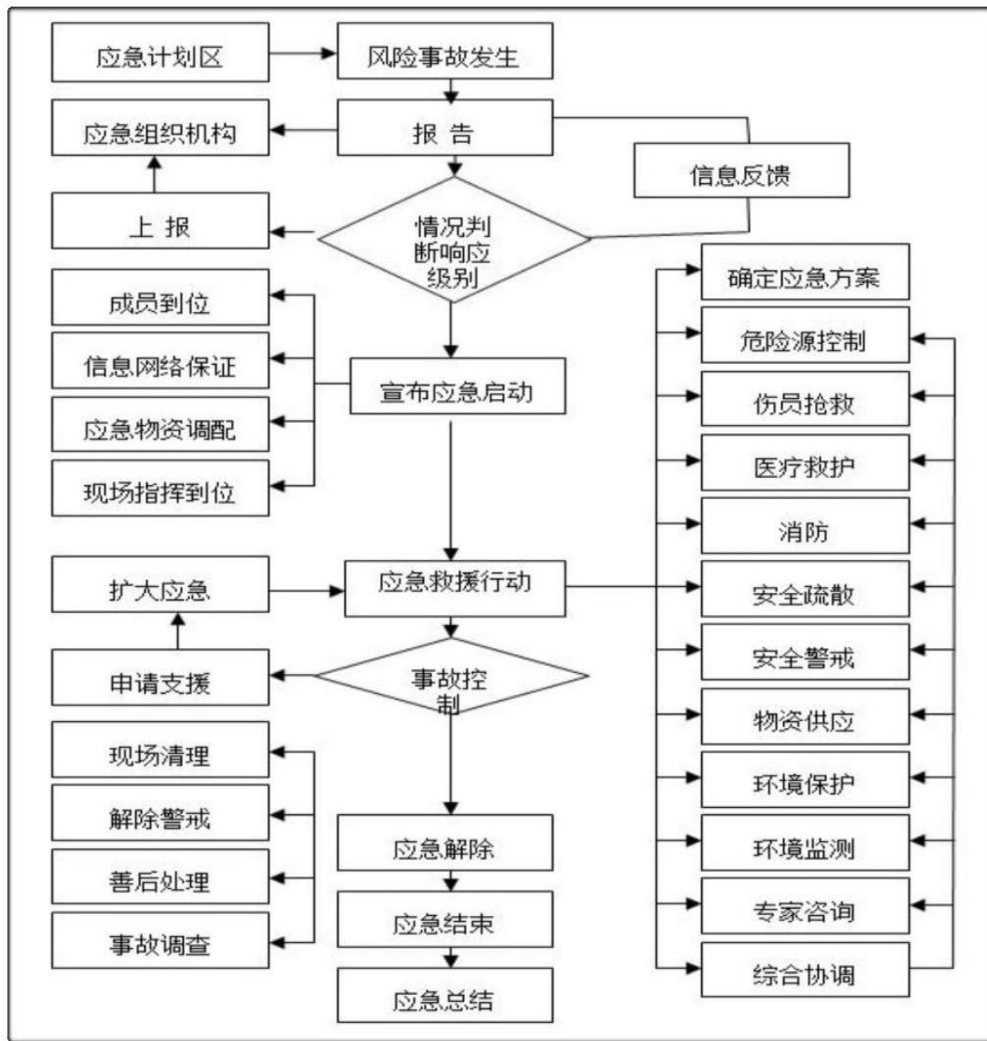 应急计划区
风险事故发生
应急组织机构
报 告
信息反馈
上 报
情况判
断响应
级别
确定应急方案
成员到位
危险源控制
信息网络保证
宣布应急启动
伤员抢救
应急物资调配
医疗救护
现场指挥到位
消防
扩大应急
应急救援行动
安全疏散
申请支援
事故控
制
安全警戒
物资供应
现场清理
环境保护
解除警戒
应急解除
环境监测
善后处理
应急结束
专家咨询
事故调查
综合协调
应急总结